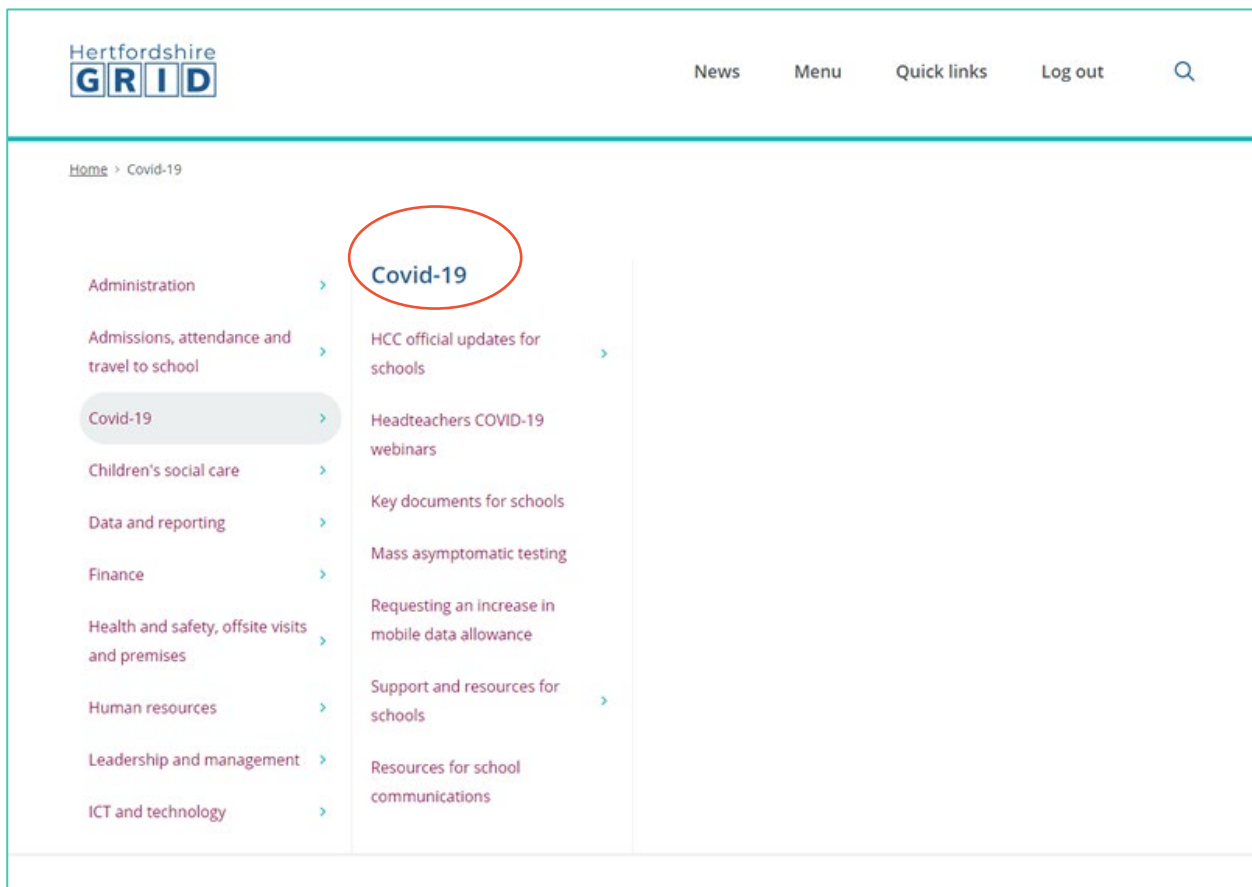 Hertfordshire
GRID
News Menu Quick links Log out
Home > Covid-19
Administration
Admissions, attendance and
travel to school
Covid-19
Children's social care
Data and reporting
Finance
Health and safety, offsite visits
and premises
Human resources
Leadership and management
ICT and technology
Covid-19
HCC official updates for
schools
Headteachers COVID-19
webinars
Key documents for schools
Mass asymptomatic testing
Requesting an increase in
mobile data allowance
Support and resources for
schools
Resources for school
communications